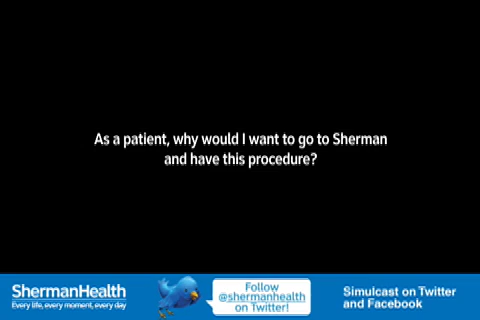 As a patient, why would I want to go to Sherman
and have this procedure?
ShermanHealth
Every life, every moment, every day
Follow
@shermanhealth
on Twitter!
Simulcast on Twitter
and Facebook